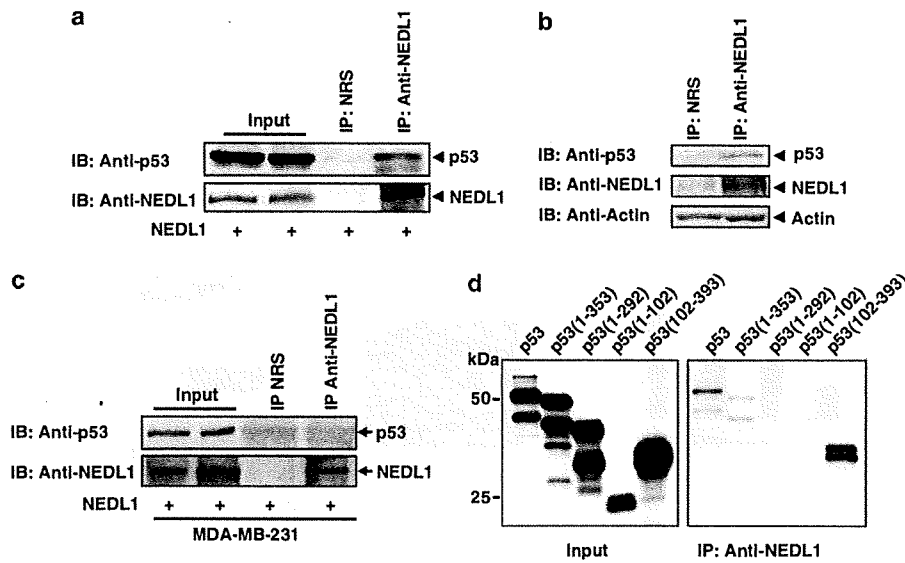 a
Input
IP: NRS
IP: Anti-NEDL1
IB: Anti-p53
p53
IB: Anti-NEDL1
NEDL1
NEDL1 + + + +
b
IP: NRS
IP: Anti-NEDL1
IB: Anti-p53
p53
IB: Anti-NEDL1
NEDL1
IB: Anti-Actin
Actin
c
Input
IP NRS
IP Anti-NEDL1
IB: Anti-p53
p53
IB: Anti-NEDL1
NEDL1
NEDL1 + + + +
MDA-MB-231
d
p53
p53(1-353)
p53(1-292)
p53(1-102)
p53(102-393)
p53
p53(1-353)
p53(1-292)
p53(1-102)
p53(102-393)
kDa
50
25
Input
IP: Anti-NEDL1